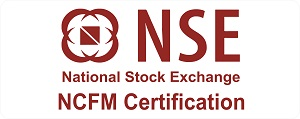 NSE
National Stock Exchange
NCFM Certification